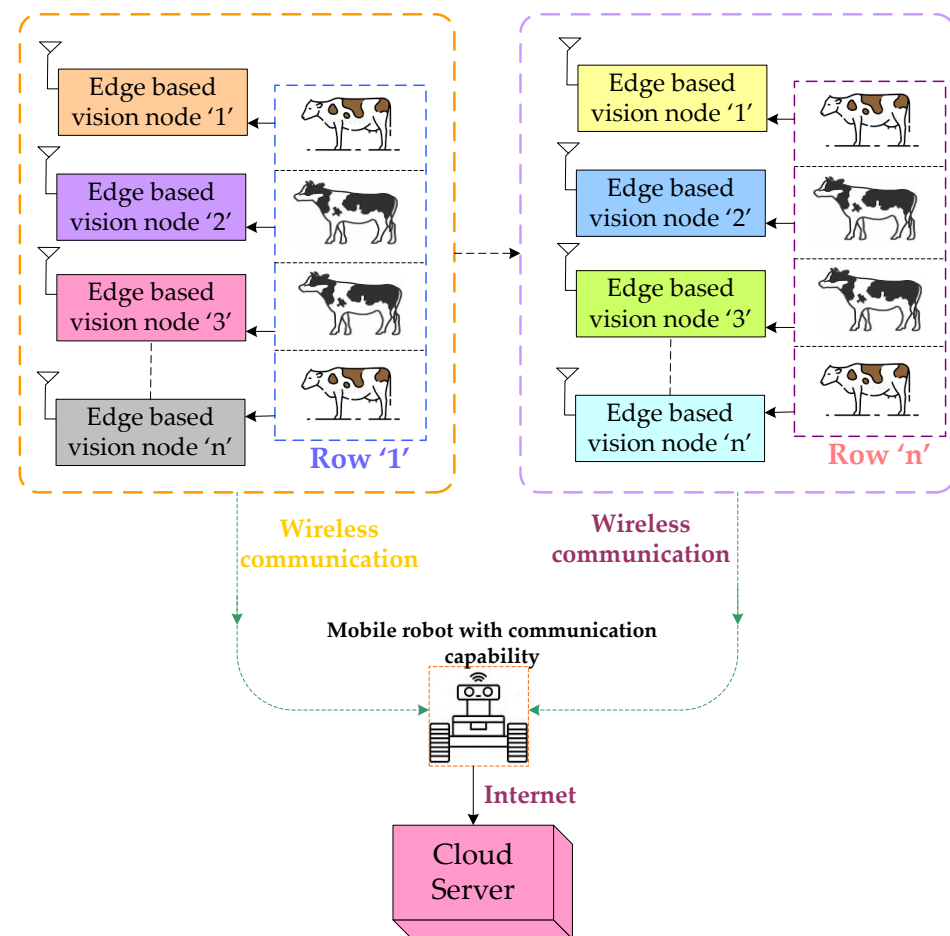 Edge based
vision node ‘1’
Edge based
vision node ‘2’
Edge based
vision node ‘3’
Edge based
vision node ‘n’
Row ‘1’
Edge based
vision node ‘1’
Edge based
vision node ‘2’
Edge based
vision node ‘3’
Edge based
vision node ‘n’
Row ‘n’
Wireless
communication
Wireless
communication
Mobile robot with communication
capability
Internet
Cloud
Server